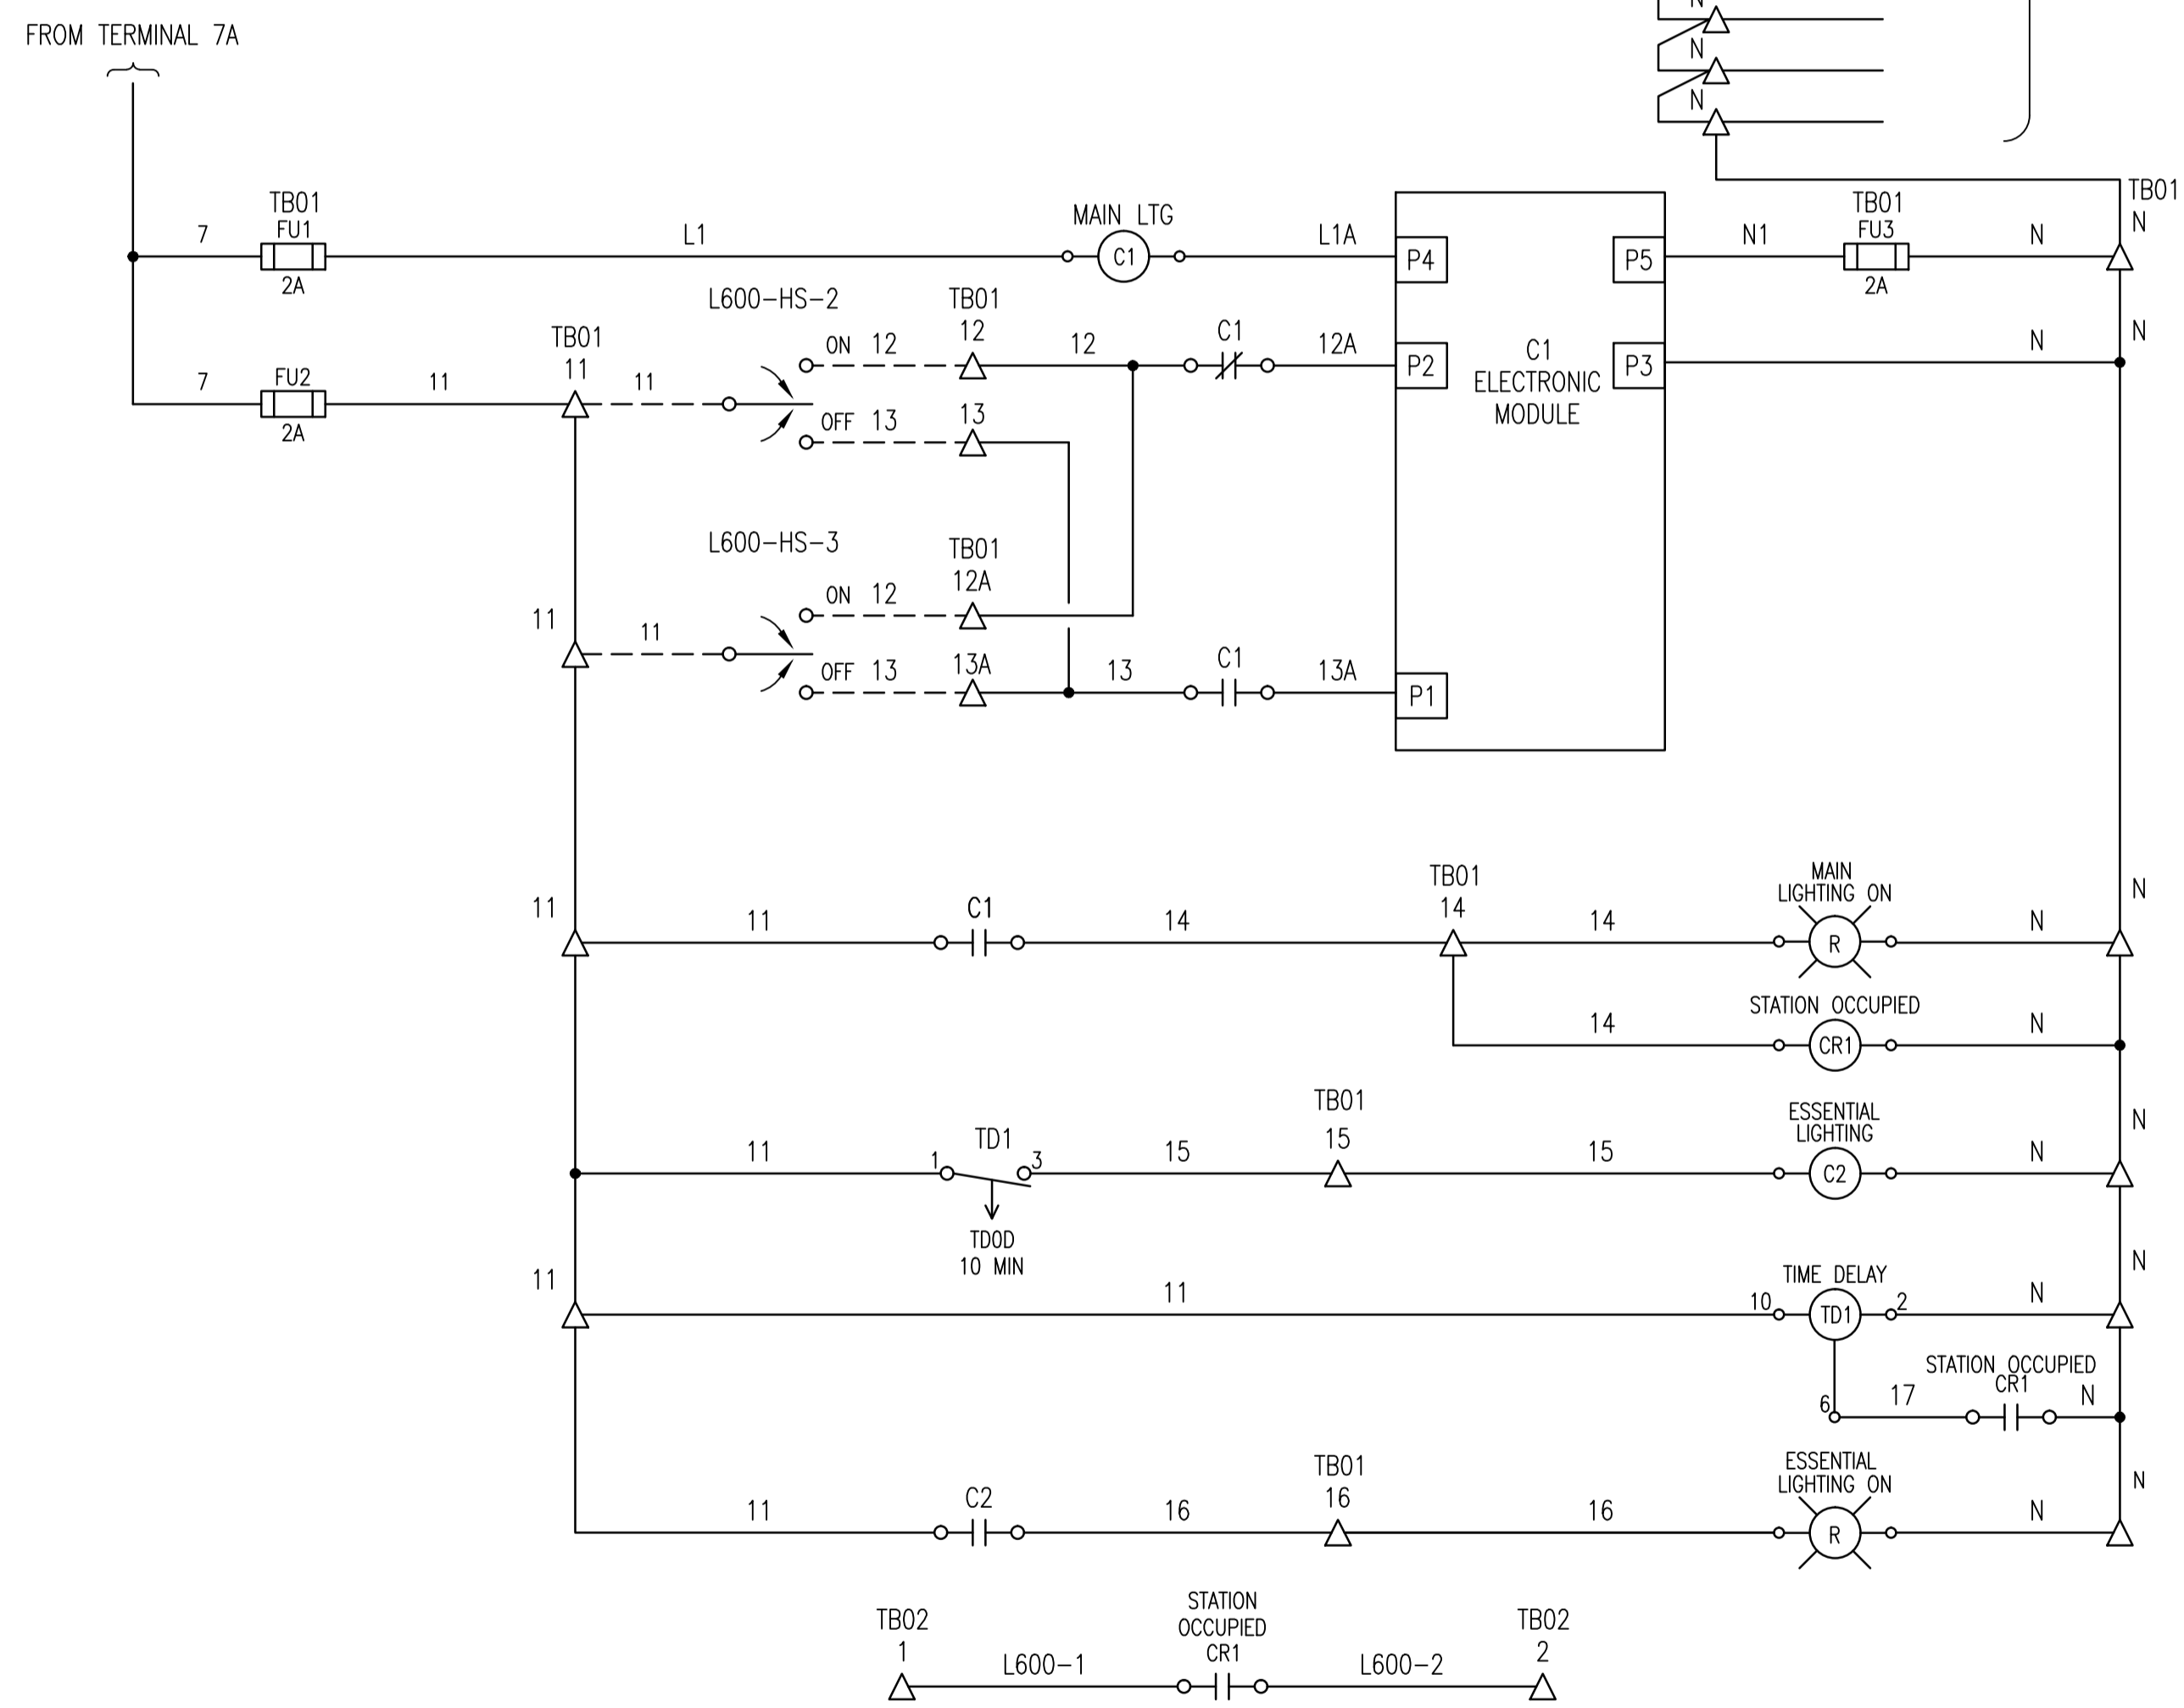 N
FROM TERMINAL 7A
N
N
TB01
FU1
7
2A
L1
MAIN LTG
C1
L1A
P4
P5
N1
TB01
FU3
2A
N
TB01
N
L600-HS-2
TB01
12
ON 12
12
C1
12A
P2
C1
ELECTRONIC
MODULE
P3
N
N
7
FU2
2A
11
TB01
11
11
OFF 13
13
L600-HS-3
TB01
12A
ON 12
11
11
OFF 13
13A
13
C1
13A
P1
11
11
C1
14
TB01
14
14
MAIN
LIGHTING ON
R
N
N
14
STATION OCCUPIED
CR1
N
11
TD1
1
3
TDOD
10 MIN
15
TB01
15
15
ESSENTIAL
LIGHTING
C2
N
N
11
11
TIME DELAY
10
TD1
2
N
N
6
17
STATION OCCUPIED
CR1
N
11
C2
16
TB01
16
16
ESSENTIAL
LIGHTING ON
R
N
N
TB02
1
L600-1
STATION
OCCUPIED
CR1
L600-2
TB02
2